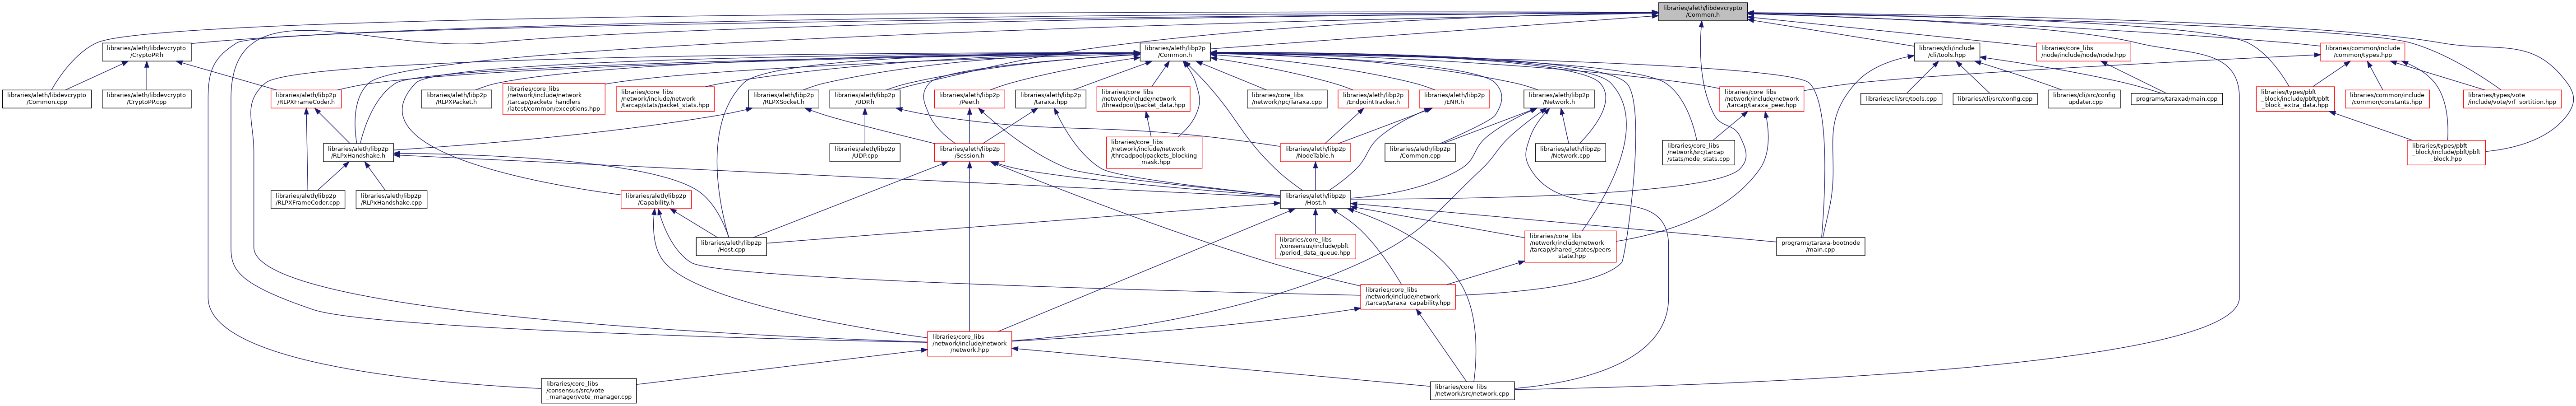 libraries/aleth/libdevcrypto
/Common.h
libraries/aleth/libdevcrypto
/CryptoPP.h
libraries/aleth/libp2p
/Common.h
libraries/cli/include
/cli/tools.hpp
libraries/core_libs
/node/include/node/node.hpp
libraries/common/include
/common/types.hpp
libraries/aleth/libdevcrypto
/Common.cpp
libraries/aleth/libdevcrypto
/CryptoPP.cpp
libraries/aleth/libp2p
/RLPXFrameCoder.h
libraries/aleth/libp2p
/RLPXPacket.h
libraries/core_libs
/network/include/network
/tarcap/packets_handlers
/latest/common/exceptions.hpp
libraries/core_libs
/network/include/network
/tarcap/stats/packet_stats.hpp
libraries/aleth/libp2p
/RLPXSocket.h
libraries/aleth/libp2p
/UDP.h
libraries/aleth/libp2p
/Peer.h
libraries/aleth/libp2p
/taraxa.hpp
libraries/core_libs
/network/include/network
/threadpool/packet_data.hpp
libraries/core_libs
/network/rpc/Taraxa.cpp
libraries/aleth/libp2p
/EndpointTracker.h
libraries/aleth/libp2p
/ENR.h
libraries/aleth/libp2p
/Network.h
libraries/core_libs
/network/include/network
/tarcap/taraxa_peer.hpp
libraries/cli/src/tools.cpp
libraries/cli/src/config.cpp
libraries/cli/src/config
_updater.cpp
programs/taraxad/main.cpp
libraries/types/pbft
_block/include/pbft/pbft
_block_extra_data.hpp
libraries/common/include
/common/constants.hpp
libraries/types/vote
/include/vote/vrf_sortition.hpp
libraries/aleth/libp2p
/RLPxHandshake.h
libraries/aleth/libp2p
/UDP.cpp
libraries/aleth/libp2p
/Session.h
libraries/core_libs
/network/include/network
/threadpool/packets_blocking
_mask.hpp
libraries/aleth/libp2p
/NodeTable.h
libraries/aleth/libp2p
/Common.cpp
libraries/aleth/libp2p
/Network.cpp
libraries/core_libs
/network/src/tarcap
/stats/node_stats.cpp
libraries/types/pbft
_block/include/pbft/pbft
_block.hpp
libraries/aleth/libp2p
/RLPXFrameCoder.cpp
libraries/aleth/libp2p
/RLPxHandshake.cpp
libraries/aleth/libp2p
/Capability.h
libraries/aleth/libp2p
/Host.h
libraries/aleth/libp2p
/Host.cpp
libraries/core_libs
/consensus/include/pbft
/period_data_queue.hpp
libraries/core_libs
/network/include/network
/tarcap/shared_states/peers
_state.hpp
programs/taraxa-bootnode
/main.cpp
libraries/core_libs
/network/include/network
/tarcap/taraxa_capability.hpp
libraries/core_libs
/network/include/network
/network.hpp
libraries/core_libs
/consensus/src/vote
_manager/vote_manager.cpp
libraries/core_libs
/network/src/network.cpp